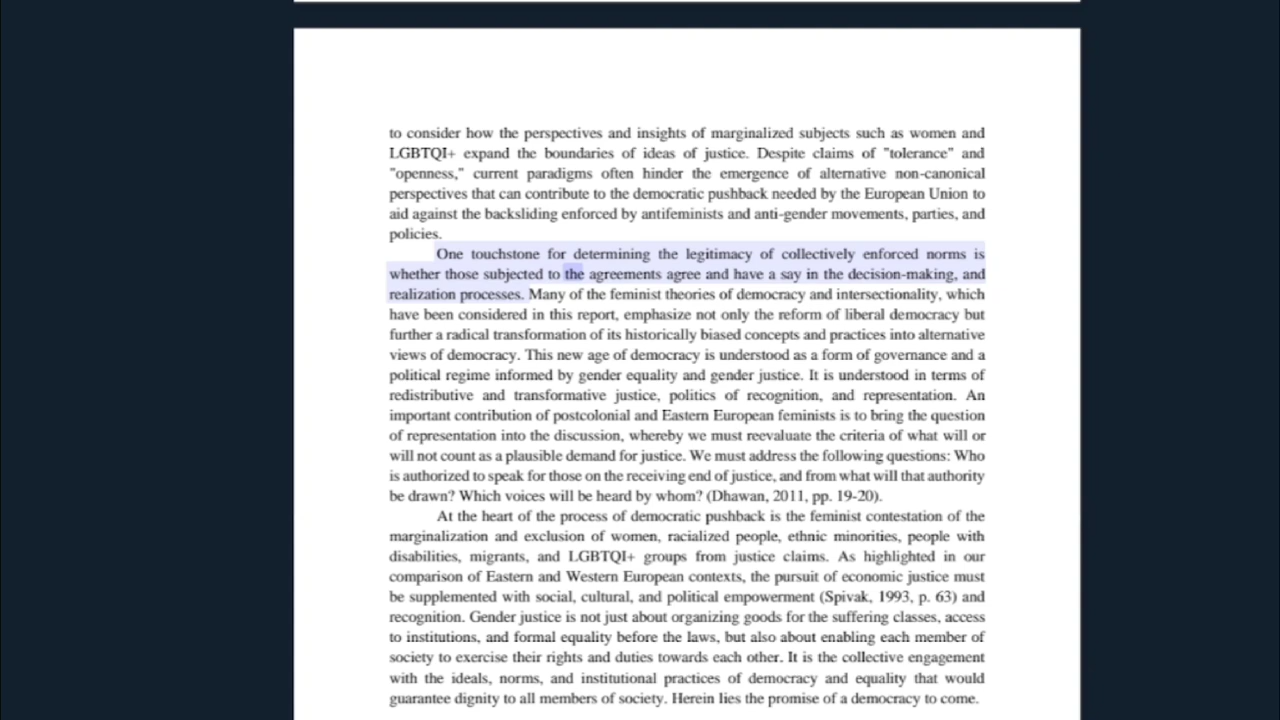 to consider how the perspectives and insights of marginalized subjects such as women and
LGBTQI+ expand the boundaries of ideas of justice. Despite claims of "tolerance" and
"openness," current paradigms often hinder the emergence of alternative non-canonical
perspectives that can contribute to the democratic pushback needed by the European Union to
aid against the backsliding enforced by antifeminists and anti-gender movements, parties, and
policies.
One touchstone for determining the legitimacy of collectively enforced norms is
whether those subjected to the agreements agree and have a say in the decision-making, and
realization processes. Many of the feminist theories of democracy and intersectionality, which
have been considered in this report, emphasize not only the reform of liberal democracy but
further a radical transformation of its historically biased concepts and practices into alternative
views of democracy. This new age of democracy is understood as a form of governance and a
political regime informed by gender equality and gender justice. It is understood in terms of
redistributive and transformative justice, politics of recognition, and representation. An
important contribution of postcolonial and Eastern European feminists is to bring the question
of representation into the discussion, whereby we must reevaluate the criteria of what will or
will not count as a plausible demand for justice. We must address the following questions: Who
is authorized to speak for those on the receiving end of justice, and from what will that authority
be drawn? Which voices will be heard by whom? (Dhawan, 2011, pp. 19-20).
At the heart of the process of democratic pushback is the feminist contestation of the
marginalization and exclusion of women, racialized people, ethnic minorities, people with
disabilities, migrants, and LGBTQI+ groups from justice claims. As highlighted in our
comparison of Eastern and Western European contexts, the pursuit of economic justice must
be supplemented with social, cultural, and political empowerment (Spivak, 1993, p. 63) and
recognition. Gender justice is not just about organizing goods for the suffering classes, access
to institutions, and formal equality before the laws, but also about enabling each member of
society to exercise their rights and duties towards each other. It is the collective engagement
with the ideals, norms, and institutional practices of democracy and equality that would
guarantee dignity to all members of society. Herein lies the promise of a democracy to come.